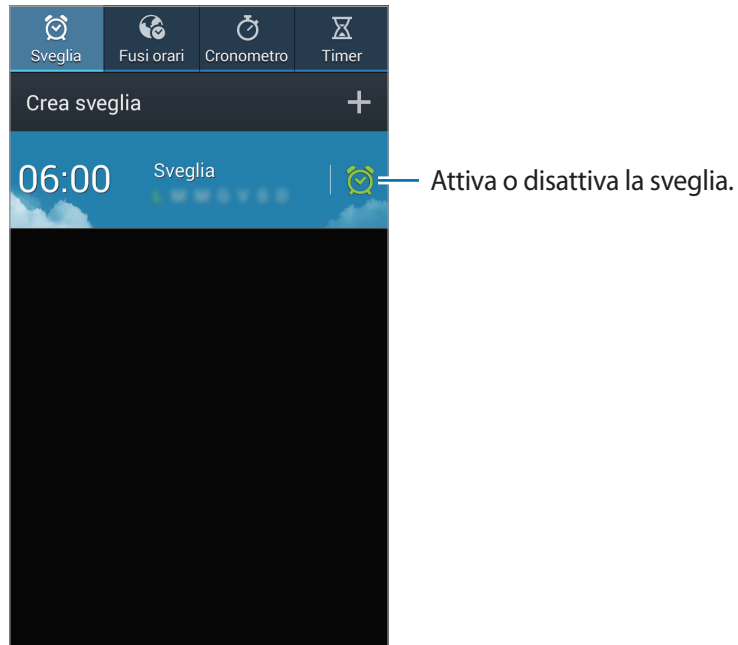 Sveglia
Fusi orari
Cronometro
Timer
Crea sveglia
06:00
Sveglia
L M M G V S D
Attiva o disattiva la sveglia.